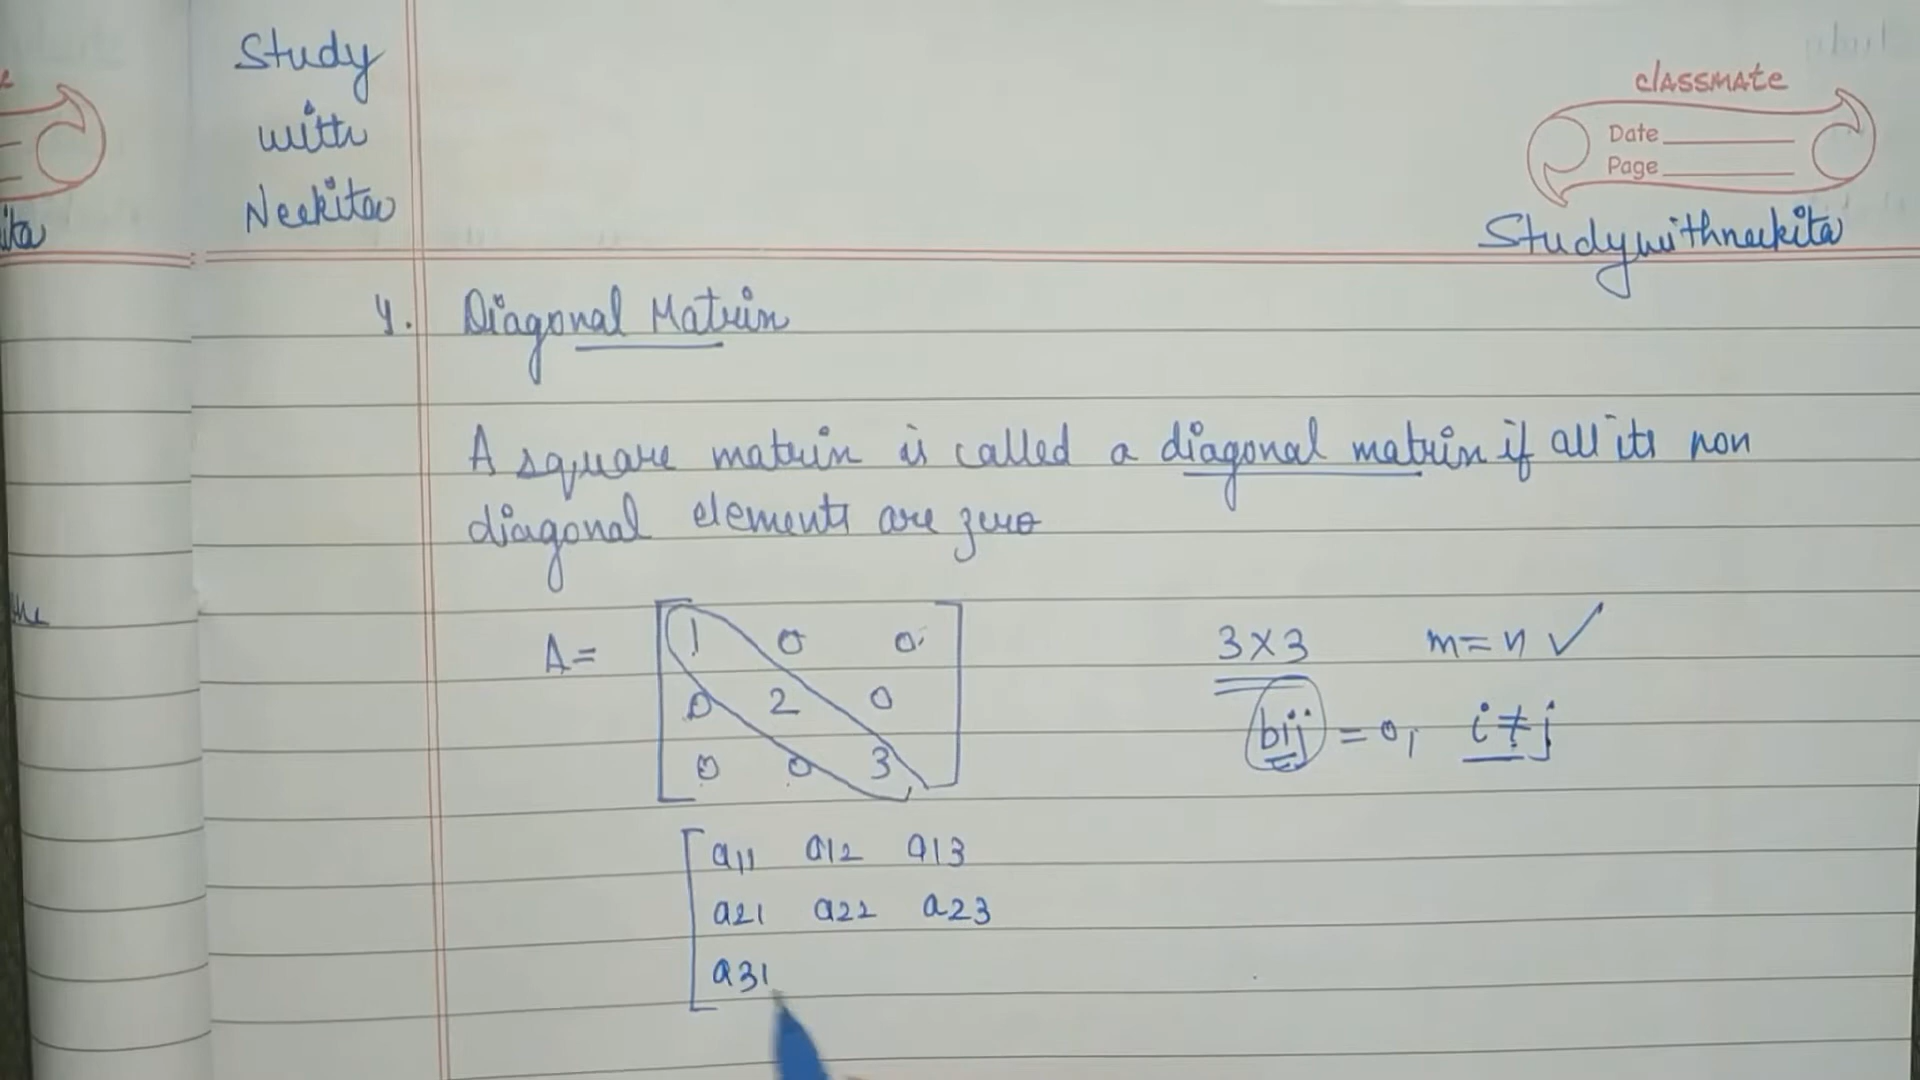 Study
with
Neekita
classmate
Date
Page
Studywithneekita
4. Diagonal Matrix
A square matrix is called a diagonal matrix if all its non
diagonal elements are zero
A = [ 1 0 0 3×3 m=n ✓
0 2 0 bij = 0, i≠j
0 0 3 ]
[ a11 a12 a13
a21 a22 a23
a31